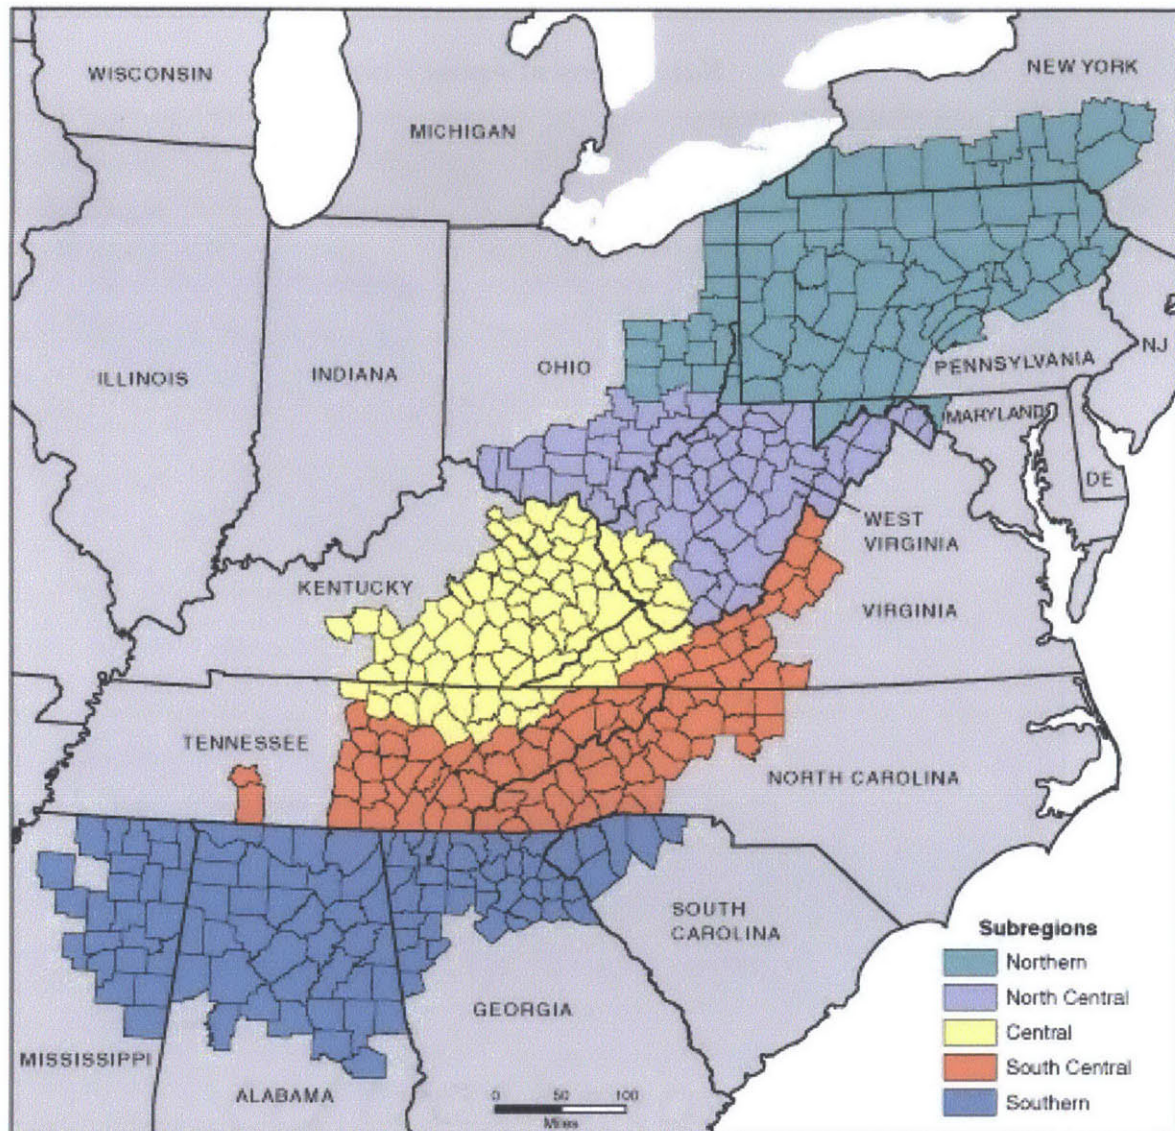 WISCONSIN
MICHIGAN
NEW YORK
ILLINOIS
INDIANA
OHIO
PENNSYLVANIA
NJ
MARYLAND
DE
WEST
VIRGINIA
KENTUCKY
VIRGINIA
TENNESSEE
NORTH CAROLINA
SOUTH
CAROLINA
GEORGIA
MISSISSIPPI
ALABAMA
0 50 100
Miles
Subregions
Northern
North Central
Central
South Central
Southern